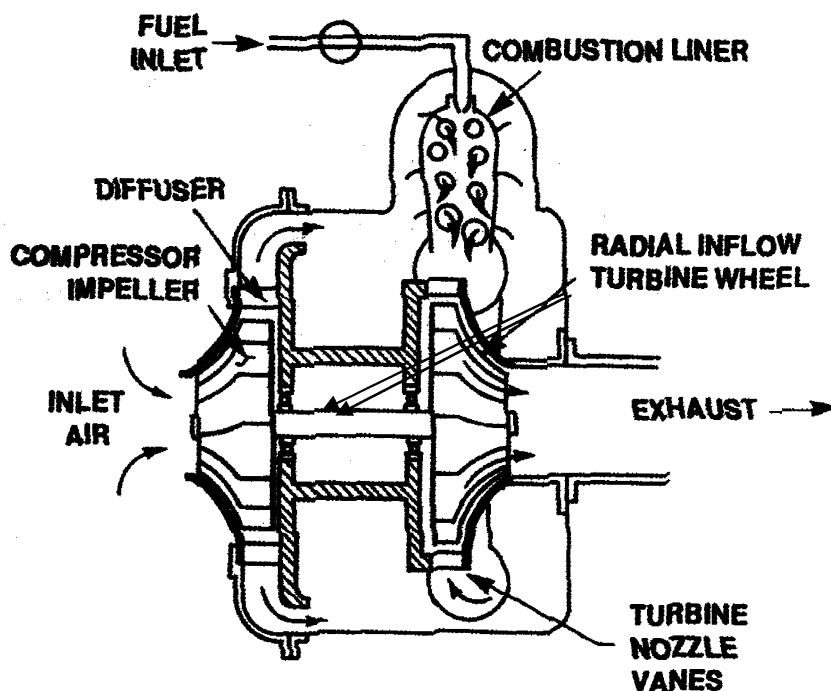 FUEL
INLET
COMBUSTION LINER
DIFFUSER
COMPRESSOR
IMPELLER
RADIAL INFLOW
TURBINE WHEEL
INLET
AIR
EXHAUST
TURBINE
NOZZLE
VANES